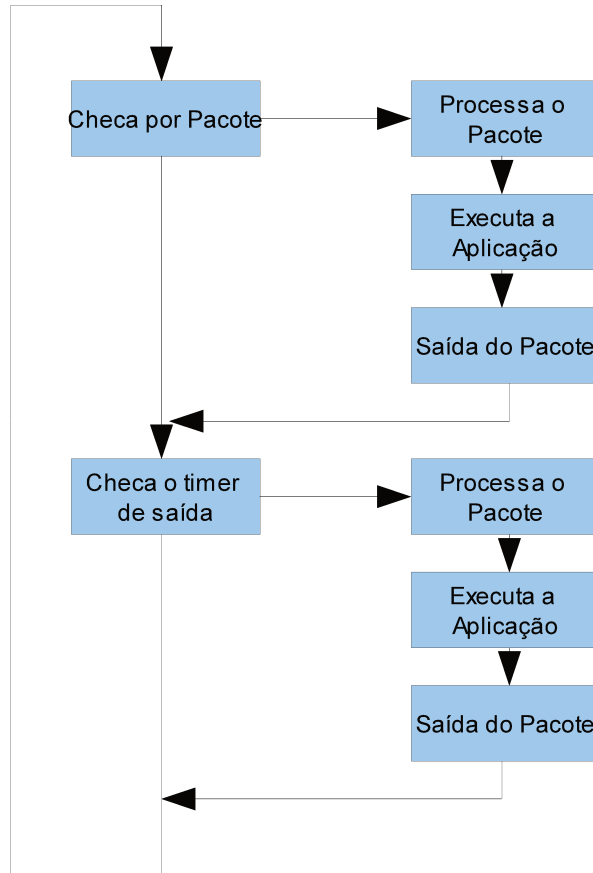 Checa por Pacote
Processa o
Pacote
Executa a
Aplicação
Saída do Pacote
Checa o timer
de saída
Processa o
Pacote
Executa a
Aplicação
Saída do Pacote